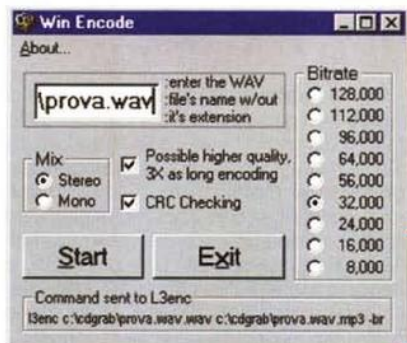 Win Encode
About...
\prova.wav
:enter the WAV
:file's name w/out
:it's extension
Mix
Stereo
Mono
Possible higher quality,
3X as long encoding
CRC Checking
Start
Exit
Bitrate
128,000
112,000
96,000
64,000
56,000
32,000
24,000
16,000
8,000
Command sent to L3enc
l3enc c:\cdgrab\prova.wav.wav c:\cdgrab\prova.wav.mp3 -br